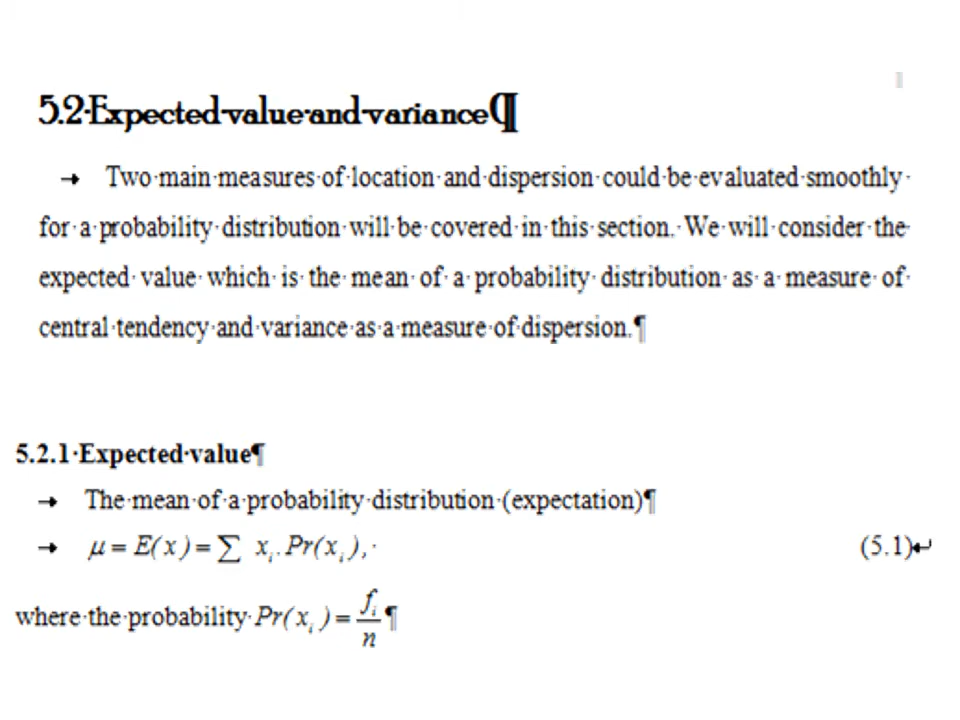 5.2·Expected·value·and·variance¶
→ Two·main·measures·of·location·and·dispersion·could·be·evaluated·smoothly·
for·a·probability·distribution·will·be·covered·in·this·section.·We·will·consider·the·
expected·value·which·is·the·mean·of·a·probability·distribution·as·a·measure·of·
central·tendency·and·variance·as·a·measure·of·dispersion.¶
5.2.1·Expected·value¶
→ The·mean·of·a·probability·distribution·(expectation)¶
→ μ = E(x) = ∑ xᵢ.Pr(xᵢ),· (5.1)↵
where·the·probability·Pr(xᵢ) = fᵢ/n¶